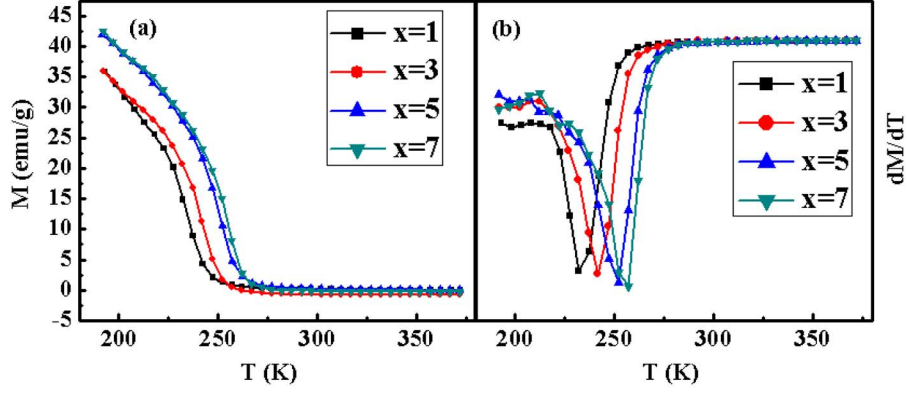 45
40
35
30
25
20
15
10
5
0
-5
M (emu/g)
(a)
x=1
x=3
x=5
x=7
200 250 300 350
T (K)
(b)
x=1
x=3
x=5
x=7
dM/dT
200 250 300 350
T (K)